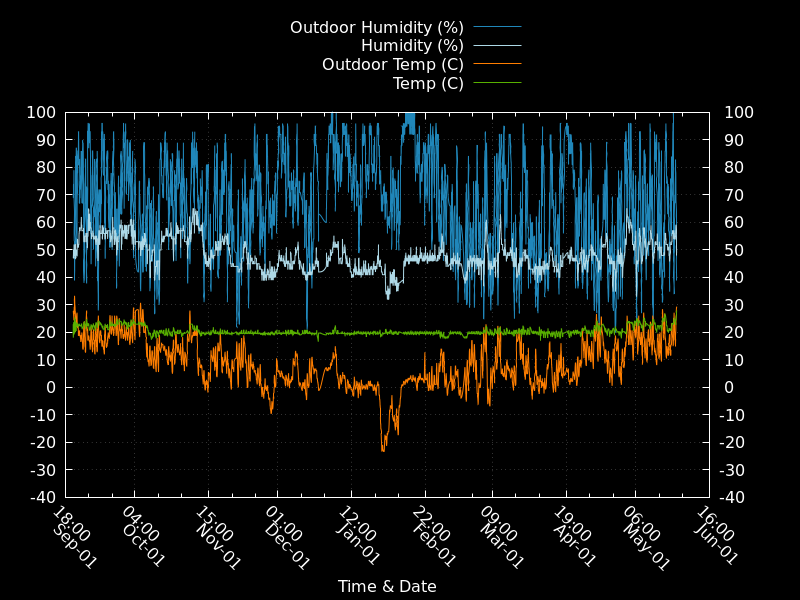 Outdoor Humidity (%)
Humidity (%)
Outdoor Temp (C)
Temp (C)
100 100
90 90
80 80
70 70
60 60
50 50
40 40
30 30
20 20
10 10
0 0
-10 -10
-20 -20
-30 -30
-40 -40
18:00 Sep-01
04:00 Oct-01
15:00 Nov-01
01:00 Dec-01
12:00 Jan-01
22:00 Feb-01
09:00 Mar-01
19:00 Apr-01
06:00 May-01
16:00 Jun-01
Time & Date